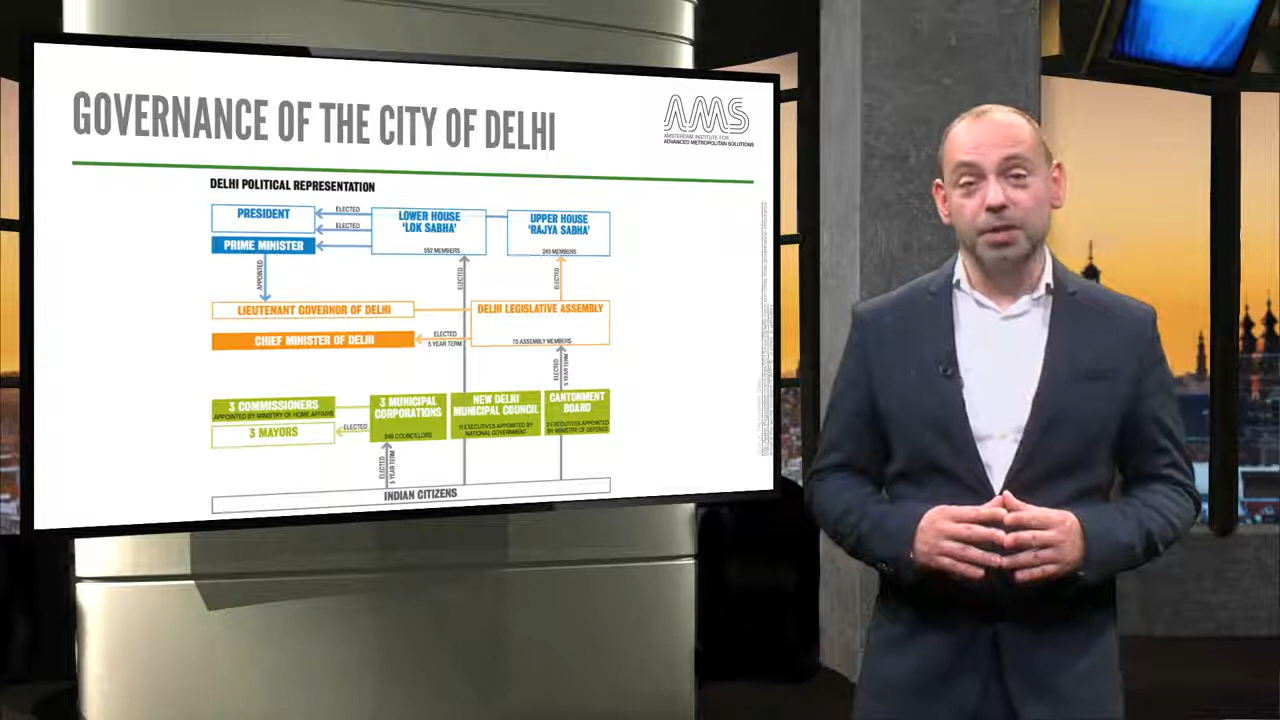 GOVERNANCE OF THE CITY OF DELHI
AMS
AMSTERDAM INSTITUTE FOR
ADVANCED METROPOLITAN SOLUTIONS
DELHI POLITICAL REPRESENTATION
PRESIDENT
ELECTED
LOWER HOUSE
'LOK SABHA'
UPPER HOUSE
'RAJYA SABHA'
ELECTED
PRIME MINISTER
552 MEMBERS
245 MEMBERS
APPOINTED
ELECTED
ELECTED
LIEUTENANT GOVERNOR OF DELHI
DELHI LEGISLATIVE ASSEMBLY
CHIEF MINISTER OF DELHI
ELECTED
5 YEAR TERM
70 ASSEMBLY MEMBERS
ELECTED
5 YEAR TERM
3 COMMISSIONERS
APPOINTED BY MINISTRY OF HOME AFFAIRS
3 MUNICIPAL
CORPORATIONS
NEW DELHI
MUNICIPAL COUNCIL
CANTONMENT
BOARD
3 MAYORS
ELECTED
COUNCILLORS
11 EXECUTIVES APPOINTED BY
NATIONAL GOVERNMENT
EXECUTIVES APPOINTED
BY MINISTRY OF DEFENCE
ELECTED
5 YEAR TERM
INDIAN CITIZENS